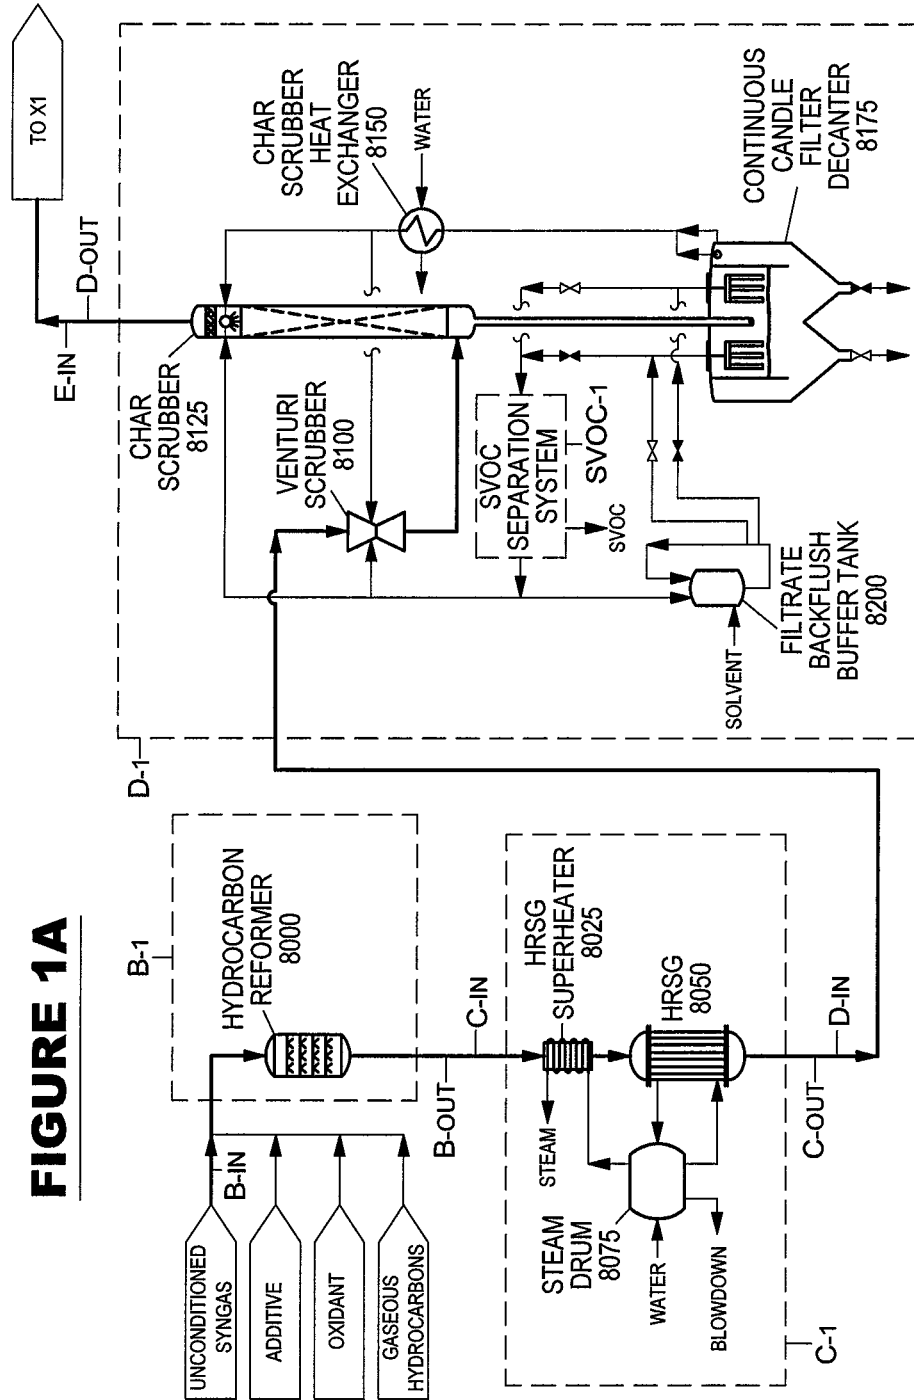 FIGURE 1A
UNCONDITIONED
SYNGAS
ADDITIVE
OXIDANT
GASEOUS
HYDROCARBONS
B-IN
B-1
HYDROCARBON
REFORMER
8000
B-OUT
C-IN
STEAM
HRSG
SUPERHEATER
8025
HRSG
8050
STEAM
DRUM
8075
WATER
BLOWDOWN
C-1
C-OUT
D-IN
D-1
TO X1
E-IN
D-OUT
CHAR
SCRUBBER
8125
VENTURI
SCRUBBER
8100
CHAR
SCRUBBER
HEAT
EXCHANGER
8150
WATER
SVOC
SEPARATION
SYSTEM
SVOC-1
SVOC
SOLVENT
FILTRATE
BACKFLUSH
BUFFER TANK
8200
CONTINUOUS
CANDLE
FILTER
DECANTER
8175